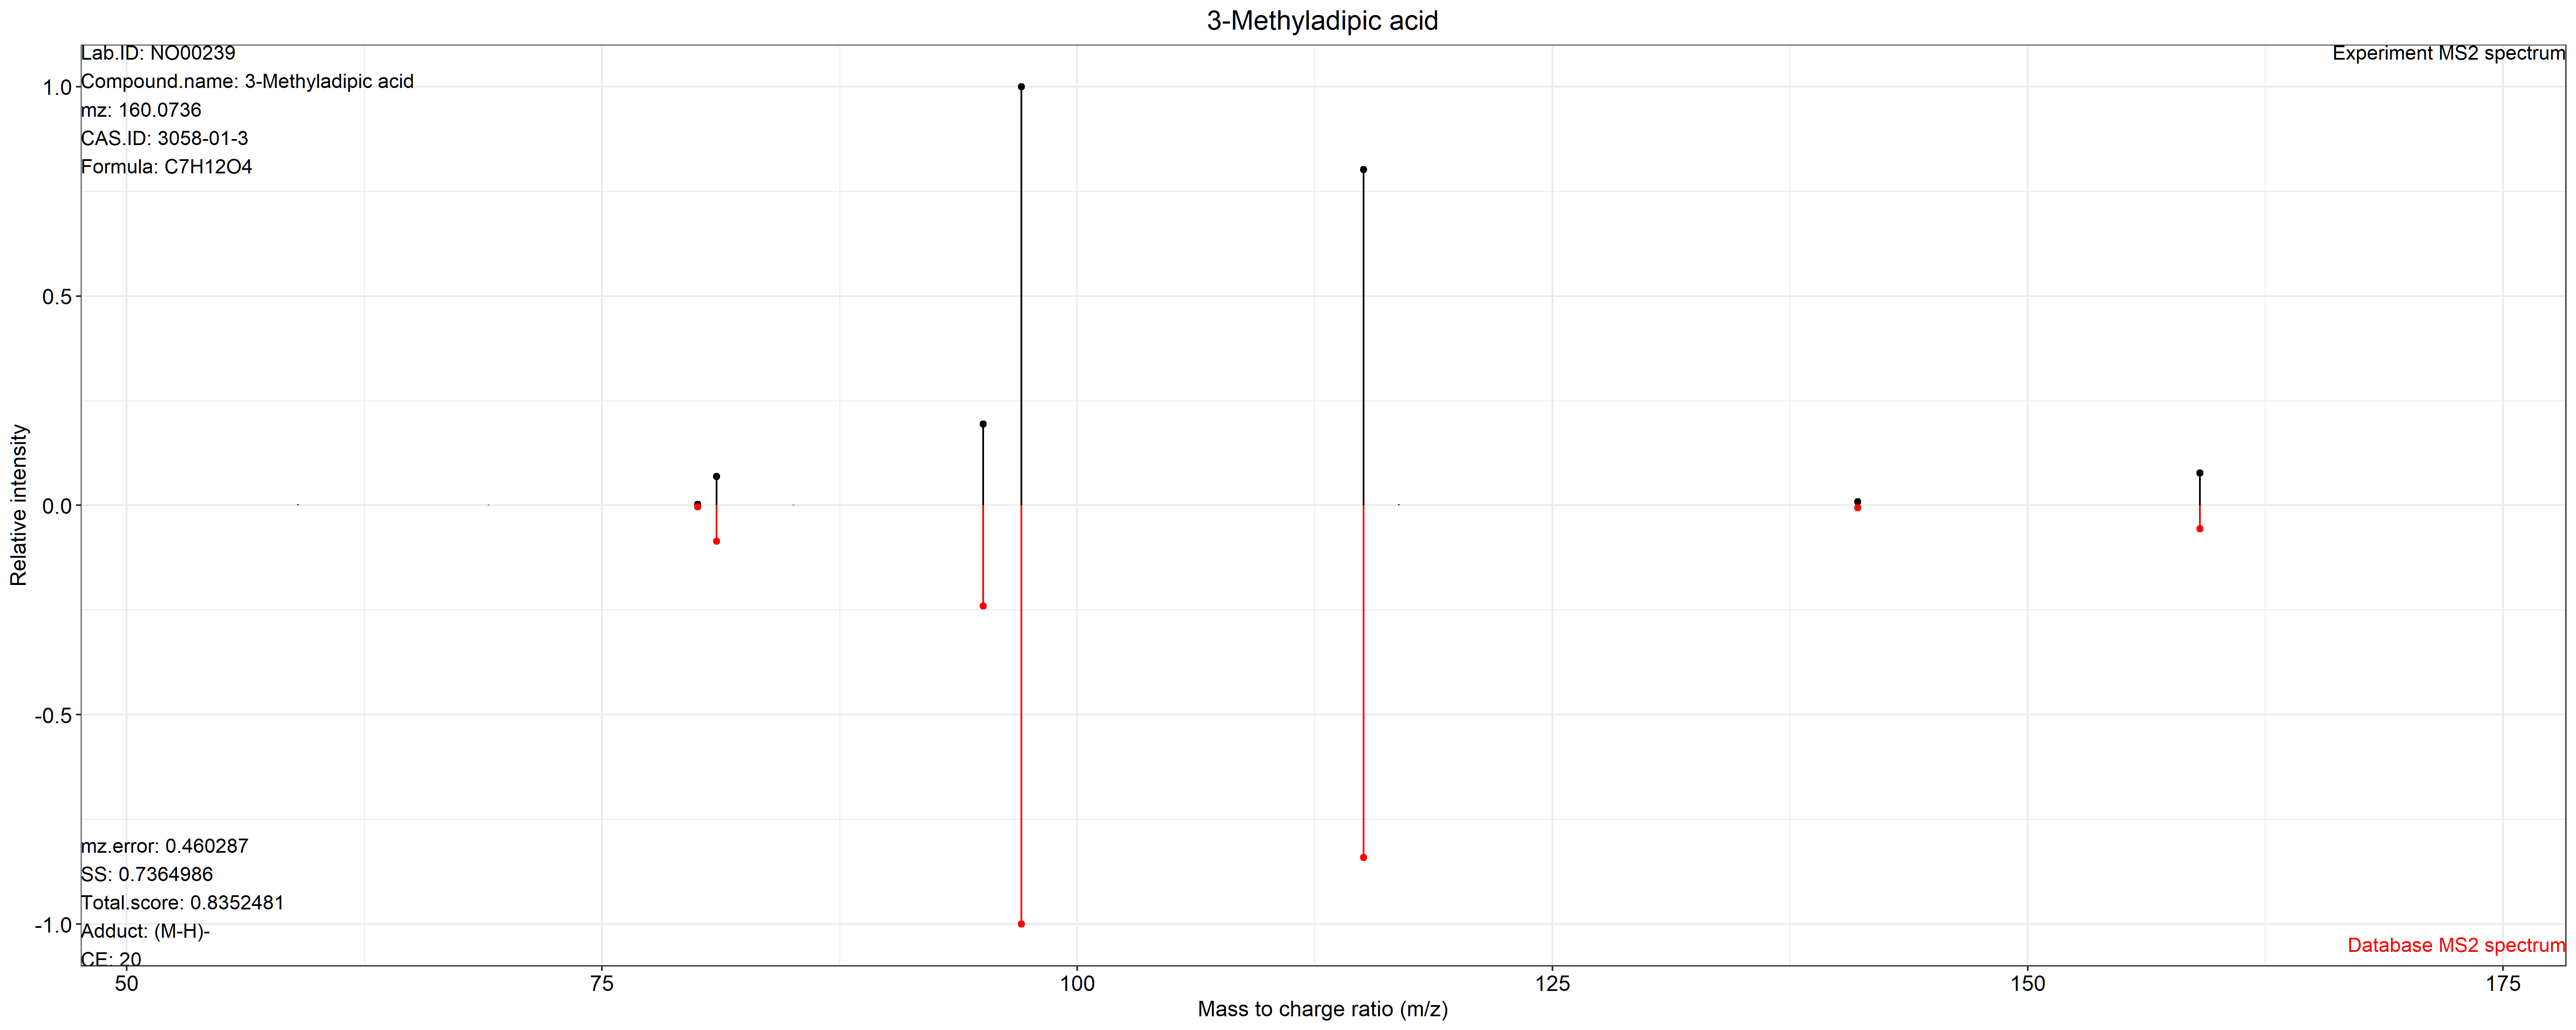 3-Methyladipic acid
Lab.ID: NO00239
Compound.name: 3-Methyladipic acid
mz: 160.0736
CAS.ID: 3058-01-3
Formula: C7H12O4
Experiment MS2 spectrum
1.0
0.5
0.0
-0.5
-1.0
Relative intensity
mz.error: 0.460287
SS: 0.7364986
Total.score: 0.8352481
Adduct: (M-H)-
CE: 20
Database MS2 spectrum
50 75 100 125 150 175
Mass to charge ratio (m/z)